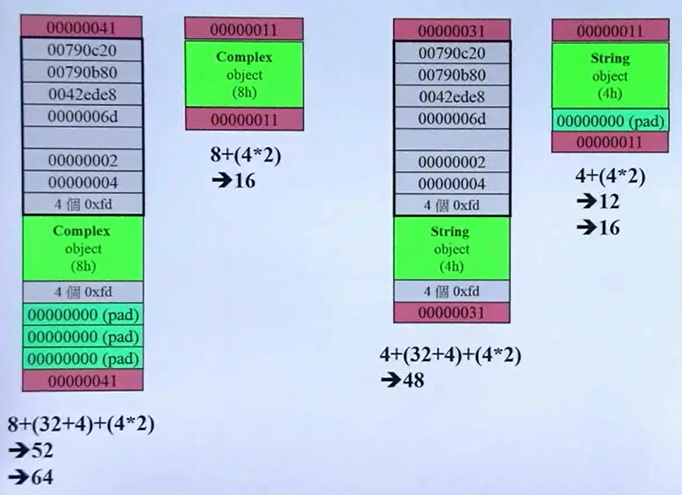 00000041
00790c20
00790b80
0042ede8
0000006d
00000002
00000004
4 個 0xfd
Complex
object
(8h)
4 個 0xfd
00000000 (pad)
00000000 (pad)
00000000 (pad)
00000041
8+(32+4)+(4*2)
➔52
➔64
00000011
Complex
object
(8h)
00000011
8+(4*2)
➔16
00000031
00790c20
00790b80
0042ede8
0000006d
00000002
00000004
4 個 0xfd
String
object
(4h)
4 個 0xfd
00000031
4+(32+4)+(4*2)
➔48
00000011
String
object
(4h)
00000000 (pad)
00000011
4+(4*2)
➔12
➔16